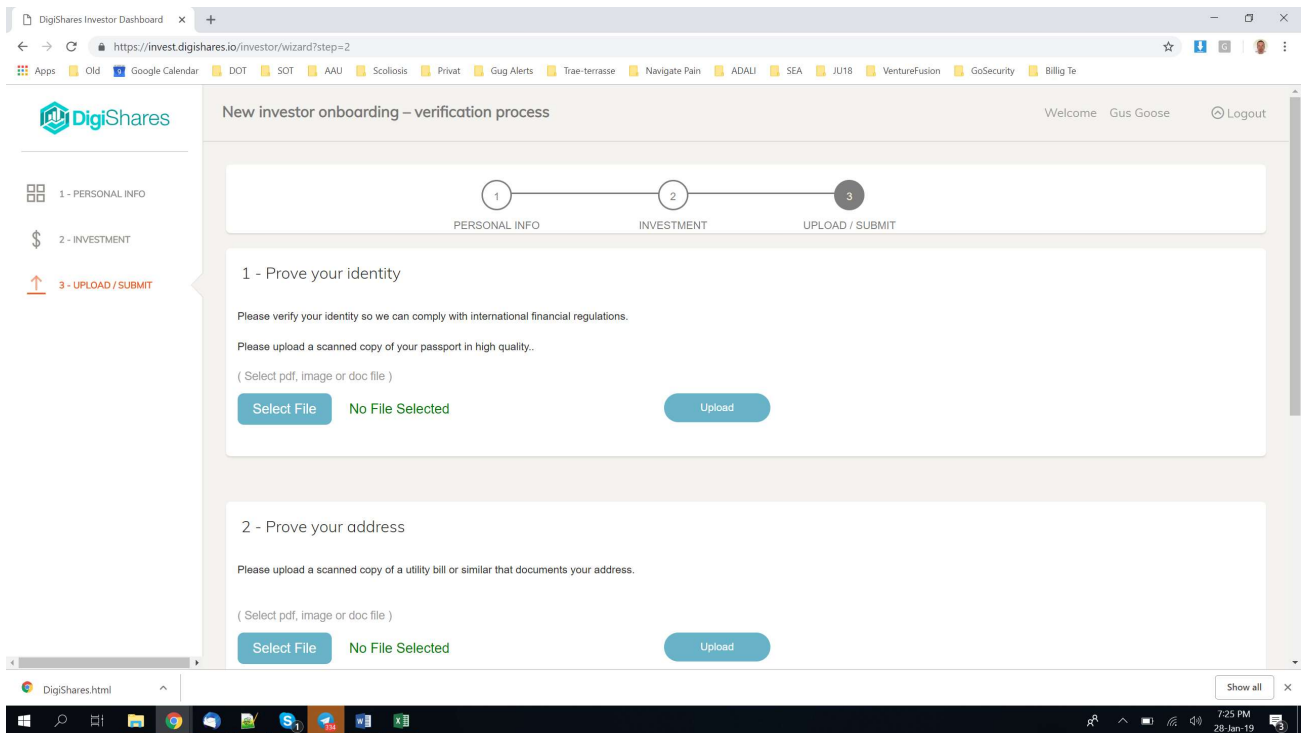 DigiShares Investor Dashboard
https://invest.digishares.io/investor/wizard?step=2
Apps Old Google Calendar DOT SOT AAU Scoliosis Privat Gug Alerts Trae-terrasse Navigate Pain ADALI SEA JU18 VentureFusion GoSecurity Billig Te
DigiShares
New investor onboarding – verification process
Welcome Gus Goose Logout
1 - PERSONAL INFO
2 - INVESTMENT
3 - UPLOAD / SUBMIT
1 2 3
PERSONAL INFO INVESTMENT UPLOAD / SUBMIT
1 - Prove your identity
Please verify your identity so we can comply with international financial regulations.
Please upload a scanned copy of your passport in high quality..
( Select pdf, image or doc file )
Select File No File Selected Upload
2 - Prove your address
Please upload a scanned copy of a utility bill or similar that documents your address.
( Select pdf, image or doc file )
Select File No File Selected Upload
DigiShares.html Show all
7:25 PM
28-Jan-19